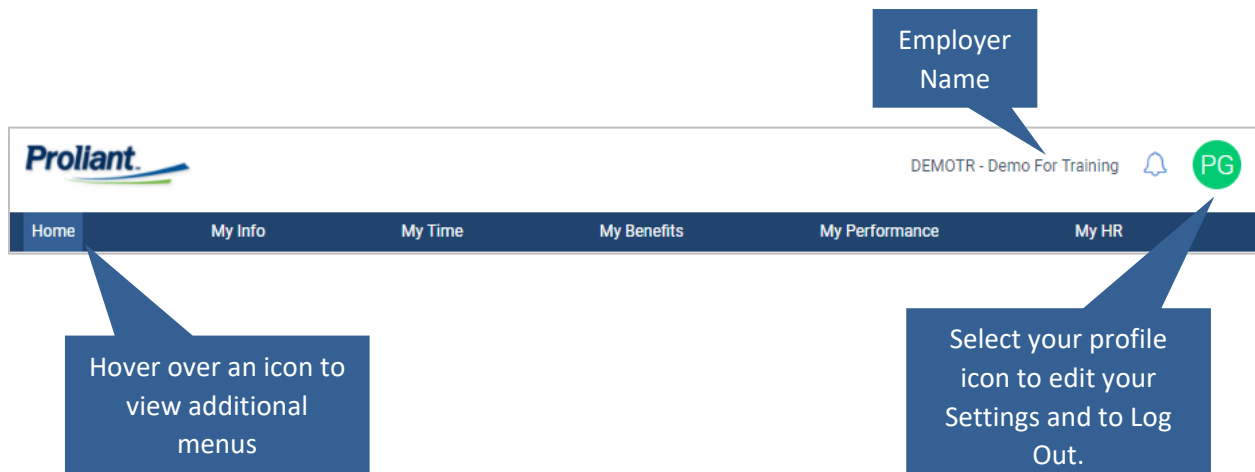 Employer
Name
Proliant
DEMOTR - Demo For Training
PG
Home My Info My Time My Benefits My Performance My HR
Hover over an icon to
view additional
menus
Select your profile
icon to edit your
Settings and to Log
Out.